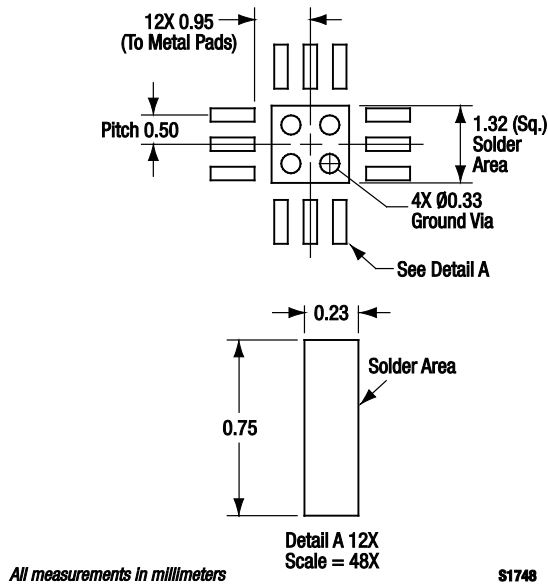 12X 0.95
(To Metal Pads)
Pitch 0.50
1.32 (Sq.)
Solder
Area
4X Ø0.33
Ground Via
See Detail A
0.23
Solder Area
0.75
Detail A 12X
Scale = 48X
All measurements in millimeters
S1748